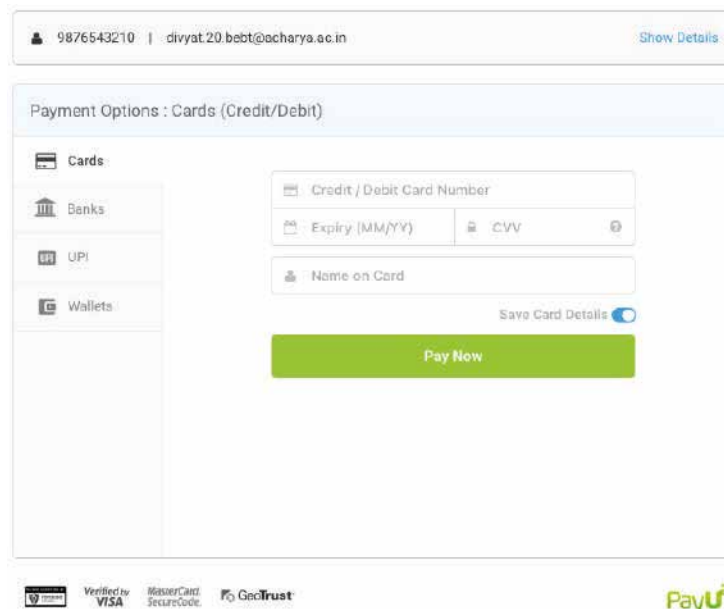 9876543210 | divyat.20.bebt@acharya.ac.in Show Details
Payment Options : Cards (Credit/Debit)
Cards
Credit / Debit Card Number
Banks
Expiry (MM/YY) CVV
UPI UPI
Name on Card
Wallets
Save Card Details
Pay Now
Verified by VISA
MasterCard. SecureCode.
GeoTrust
PayU